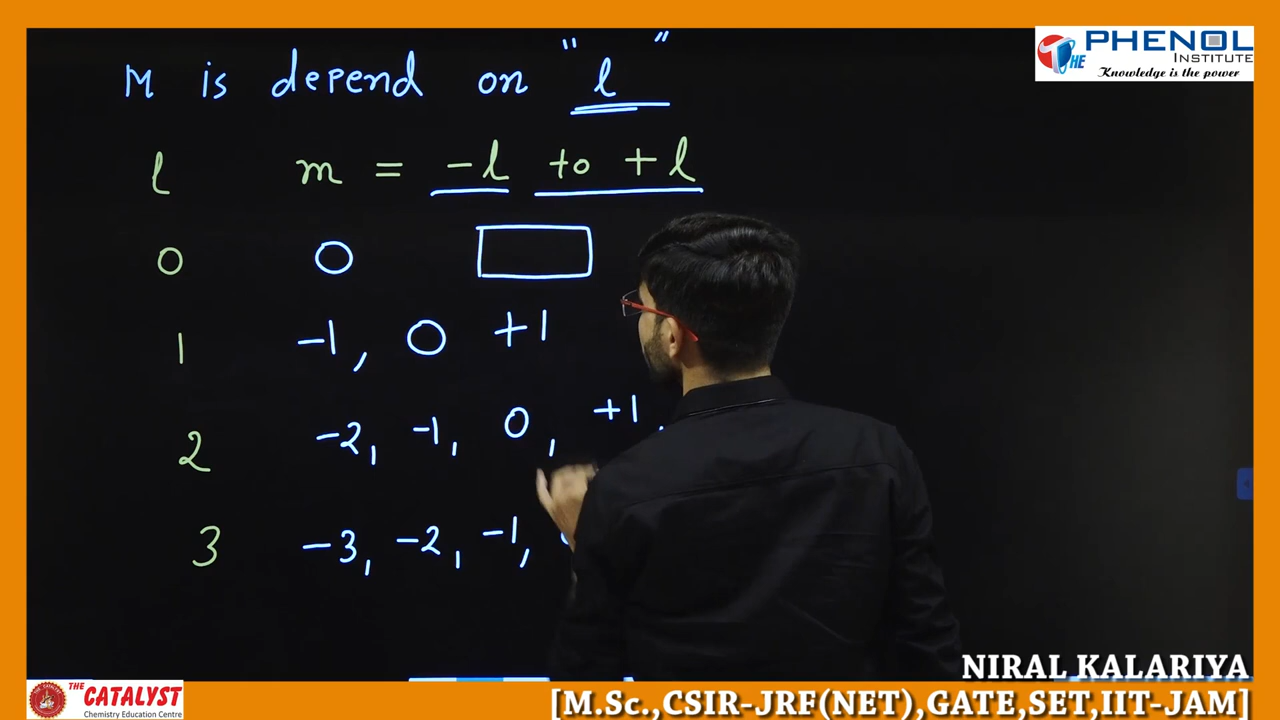 M is depend on "l"
THE PHENOL
INSTITUTE
Knowledge is the power
l m = -l to +l
0 0
1 -1, 0 +1
2 -2, -1, 0, +1,
3 -3, -2, -1,
NIRAL KALARIYA
THE CATALYST
Chemistry Education Centre
[M.Sc.,CSIR-JRF(NET),GATE,SET,IIT-JAM]